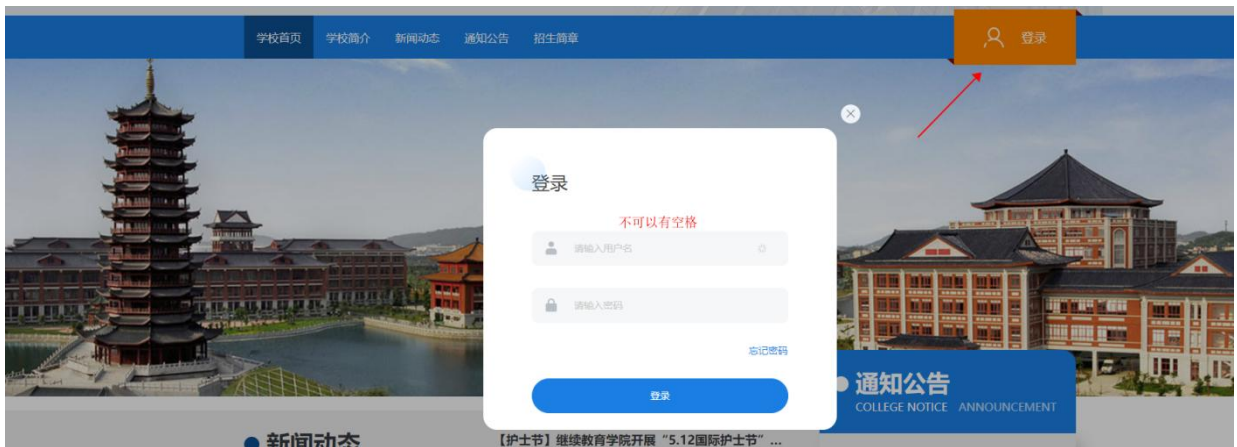 学校首页 学校简介 新闻动态 通知公告 招生简章
登录
登录
不可以有空格
请输入用户名
请输入密码
忘记密码
登录
通知公告
COLLEGE NOTICE ANNOUNCEMENT
新闻动态
【护士节】继续教育学院开展“5.12国际护士节”...